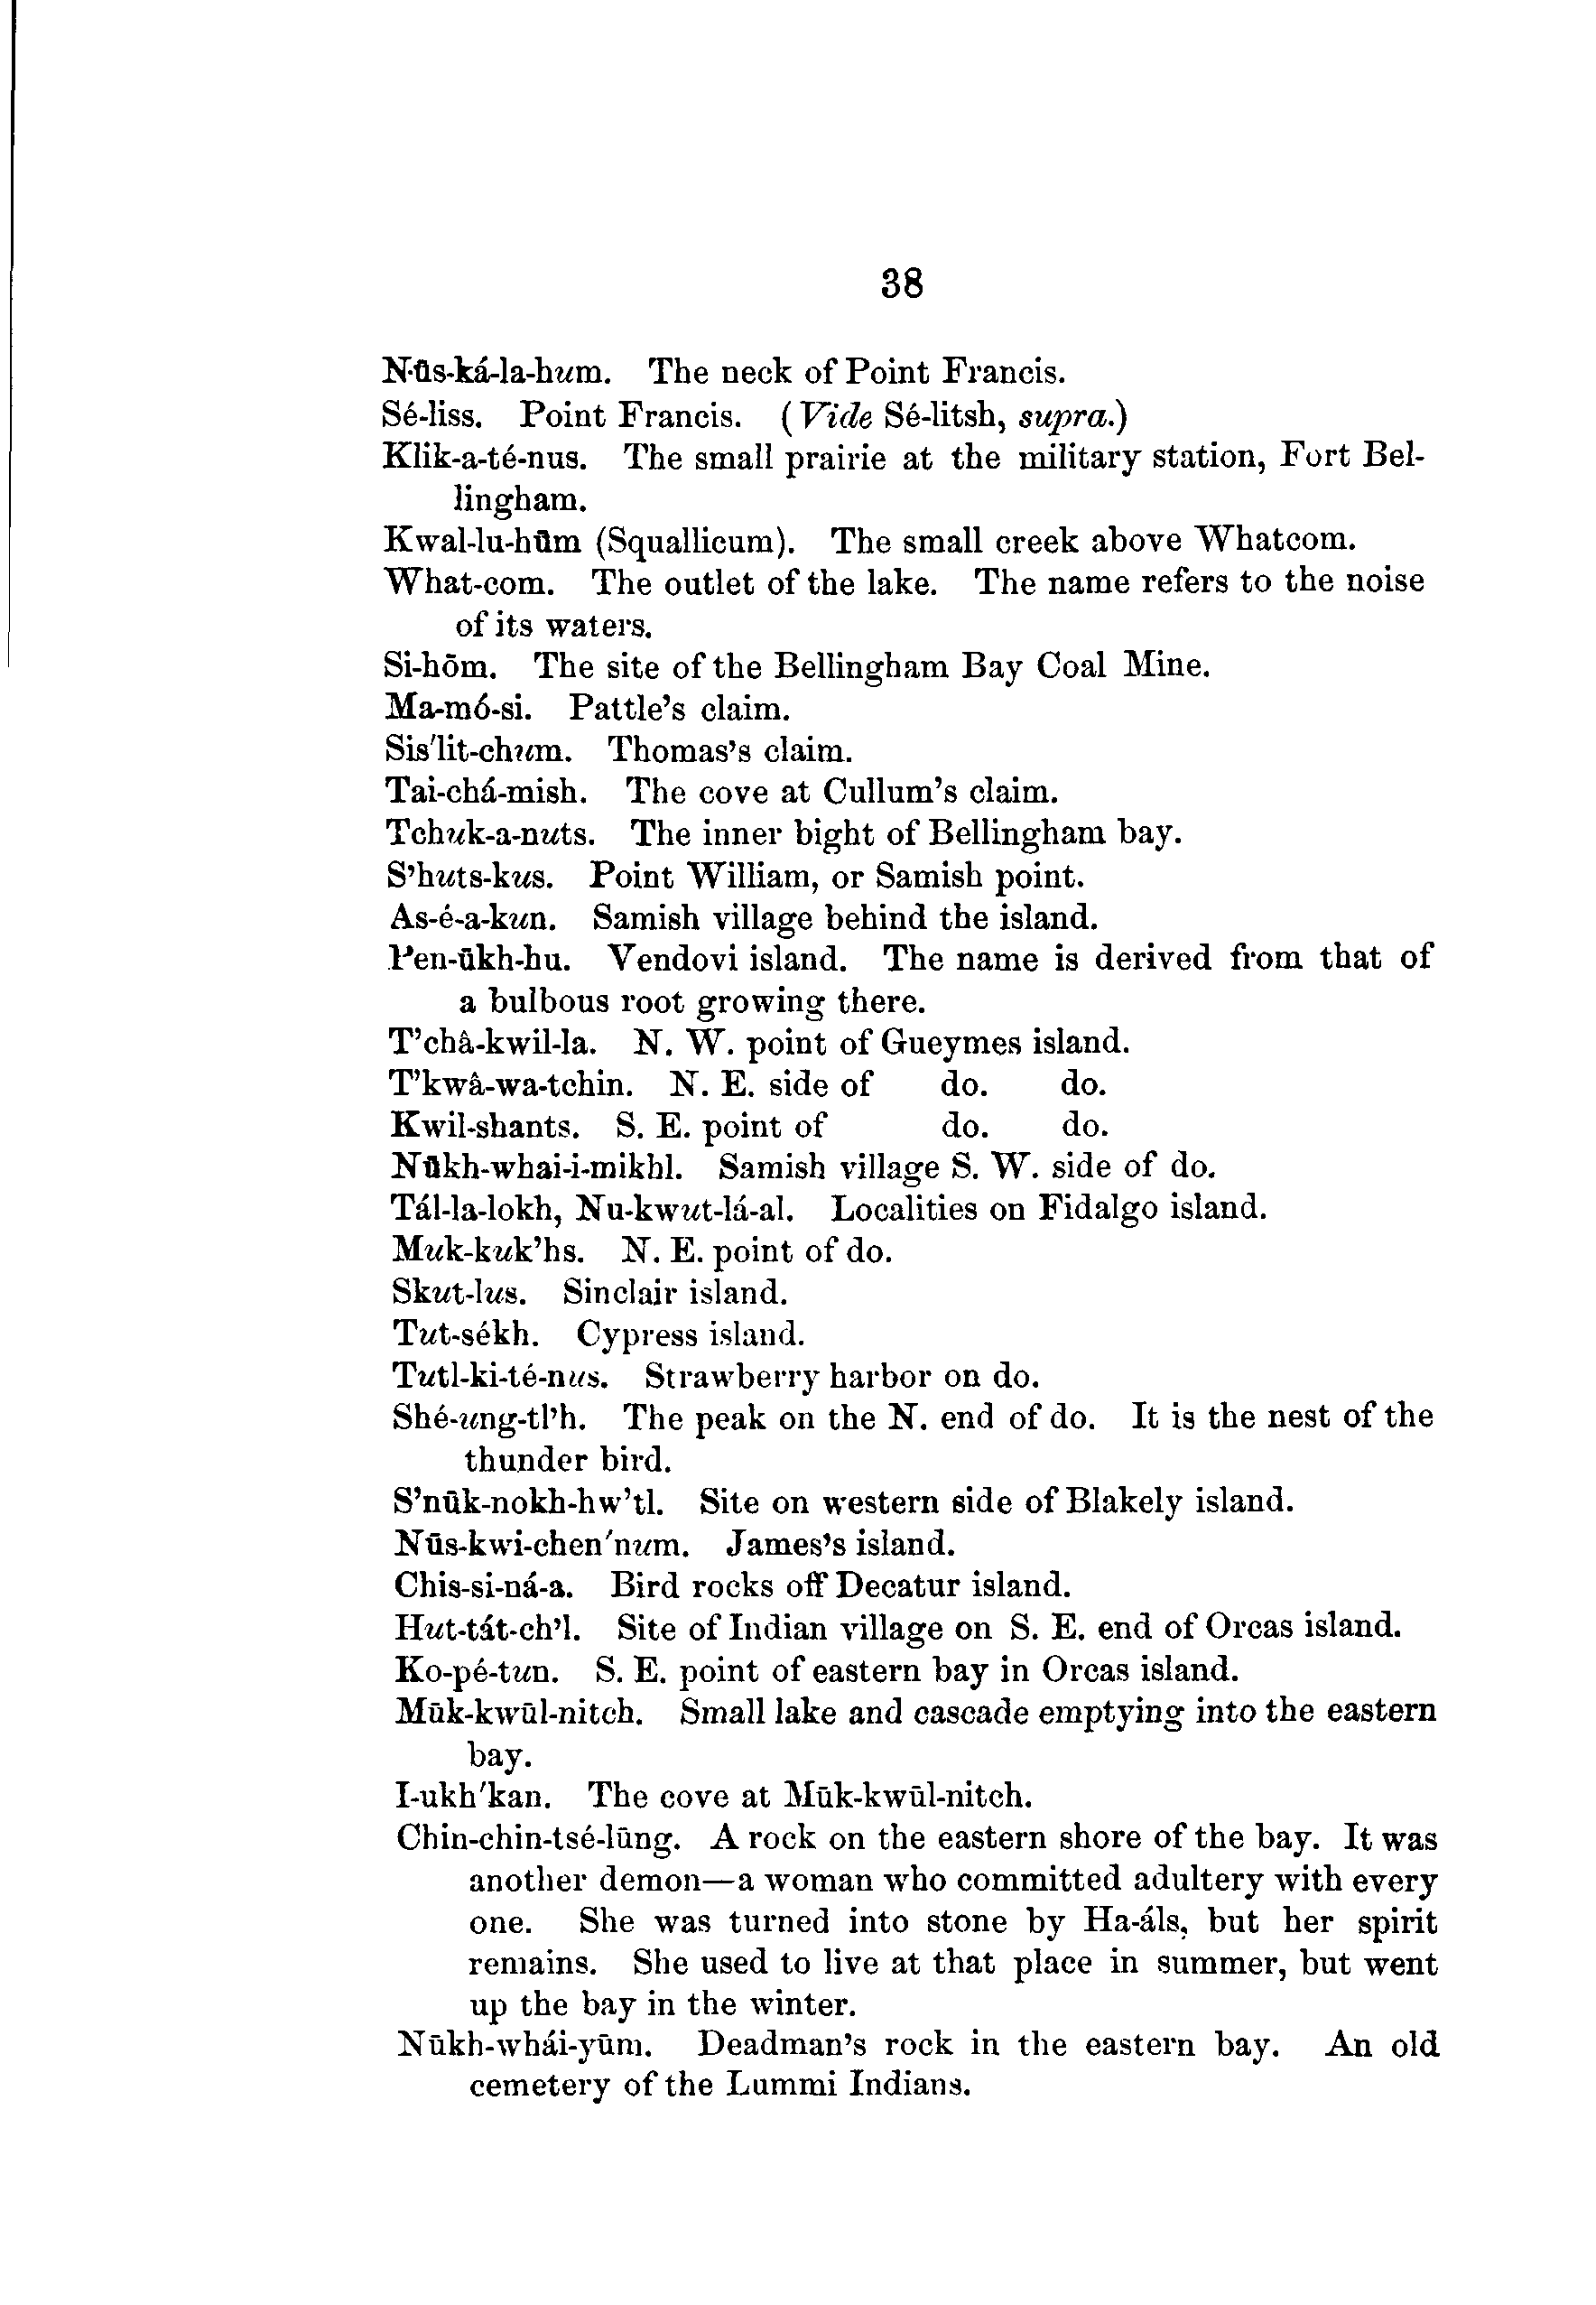 38
N·ūs-ká-la-hum. The neck of Point Francis.
Sé-liss. Point Francis. (Vide Sé-litsh, supra.)
Klik-a-té-nus. The small prairie at the military station, Fort Bel-
lingham.
Kwal-lu-hūm (Squallicum). The small creek above Whatcom.
What-com. The outlet of the lake. The name refers to the noise
of its waters.
Si-hōm. The site of the Bellingham Bay Coal Mine.
Ma-mó-si. Pattle's claim.
Sis'lit-chum. Thomas's claim.
Tai-chá-mish. The cove at Cullum's claim.
Tchuk-a-nuts. The inner bight of Bellingham bay.
S'huts-kus. Point William, or Samish point.
As-é-a-kun. Samish village behind the island.
Pen-ūkh-hu. Vendovi island. The name is derived from that of
a bulbous root growing there.
T'châ-kwil-la. N. W. point of Gueymes island.
T'kwâ-wa-tchin. N. E. side of do. do.
Kwil-shants. S. E. point of do. do.
Nūkh-whai-i-mikhl. Samish village S. W. side of do.
Tál-la-lokh, Nu-kwut-lá-al. Localities on Fidalgo island.
Muk-kuk'hs. N. E. point of do.
Skut-lus. Sinclair island.
Tut-sékh. Cypress island.
Tutl-ki-té-nus. Strawberry harbor on do.
Shé-ung-tl'h. The peak on the N. end of do. It is the nest of the
thunder bird.
S'nūk-nokh-hw'tl. Site on western side of Blakely island.
Nūs-kwi-chen'num. James's island.
Chis-si-ná-a. Bird rocks off Decatur island.
Hut-tát-ch'l. Site of Indian village on S. E. end of Orcas island.
Ko-pé-tun. S. E. point of eastern bay in Orcas island.
Mūk-kwūl-nitch. Small lake and cascade emptying into the eastern
bay.
I-ukh'kan. The cove at Mūk-kwūl-nitch.
Chin-chin-tsé-lūng. A rock on the eastern shore of the bay. It was
another demon—a woman who committed adultery with every
one. She was turned into stone by Ha-áls, but her spirit
remains. She used to live at that place in summer, but went
up the bay in the winter.
Nūkh-whái-yūm. Deadman's rock in the eastern bay. An old
cemetery of the Lummi Indians.